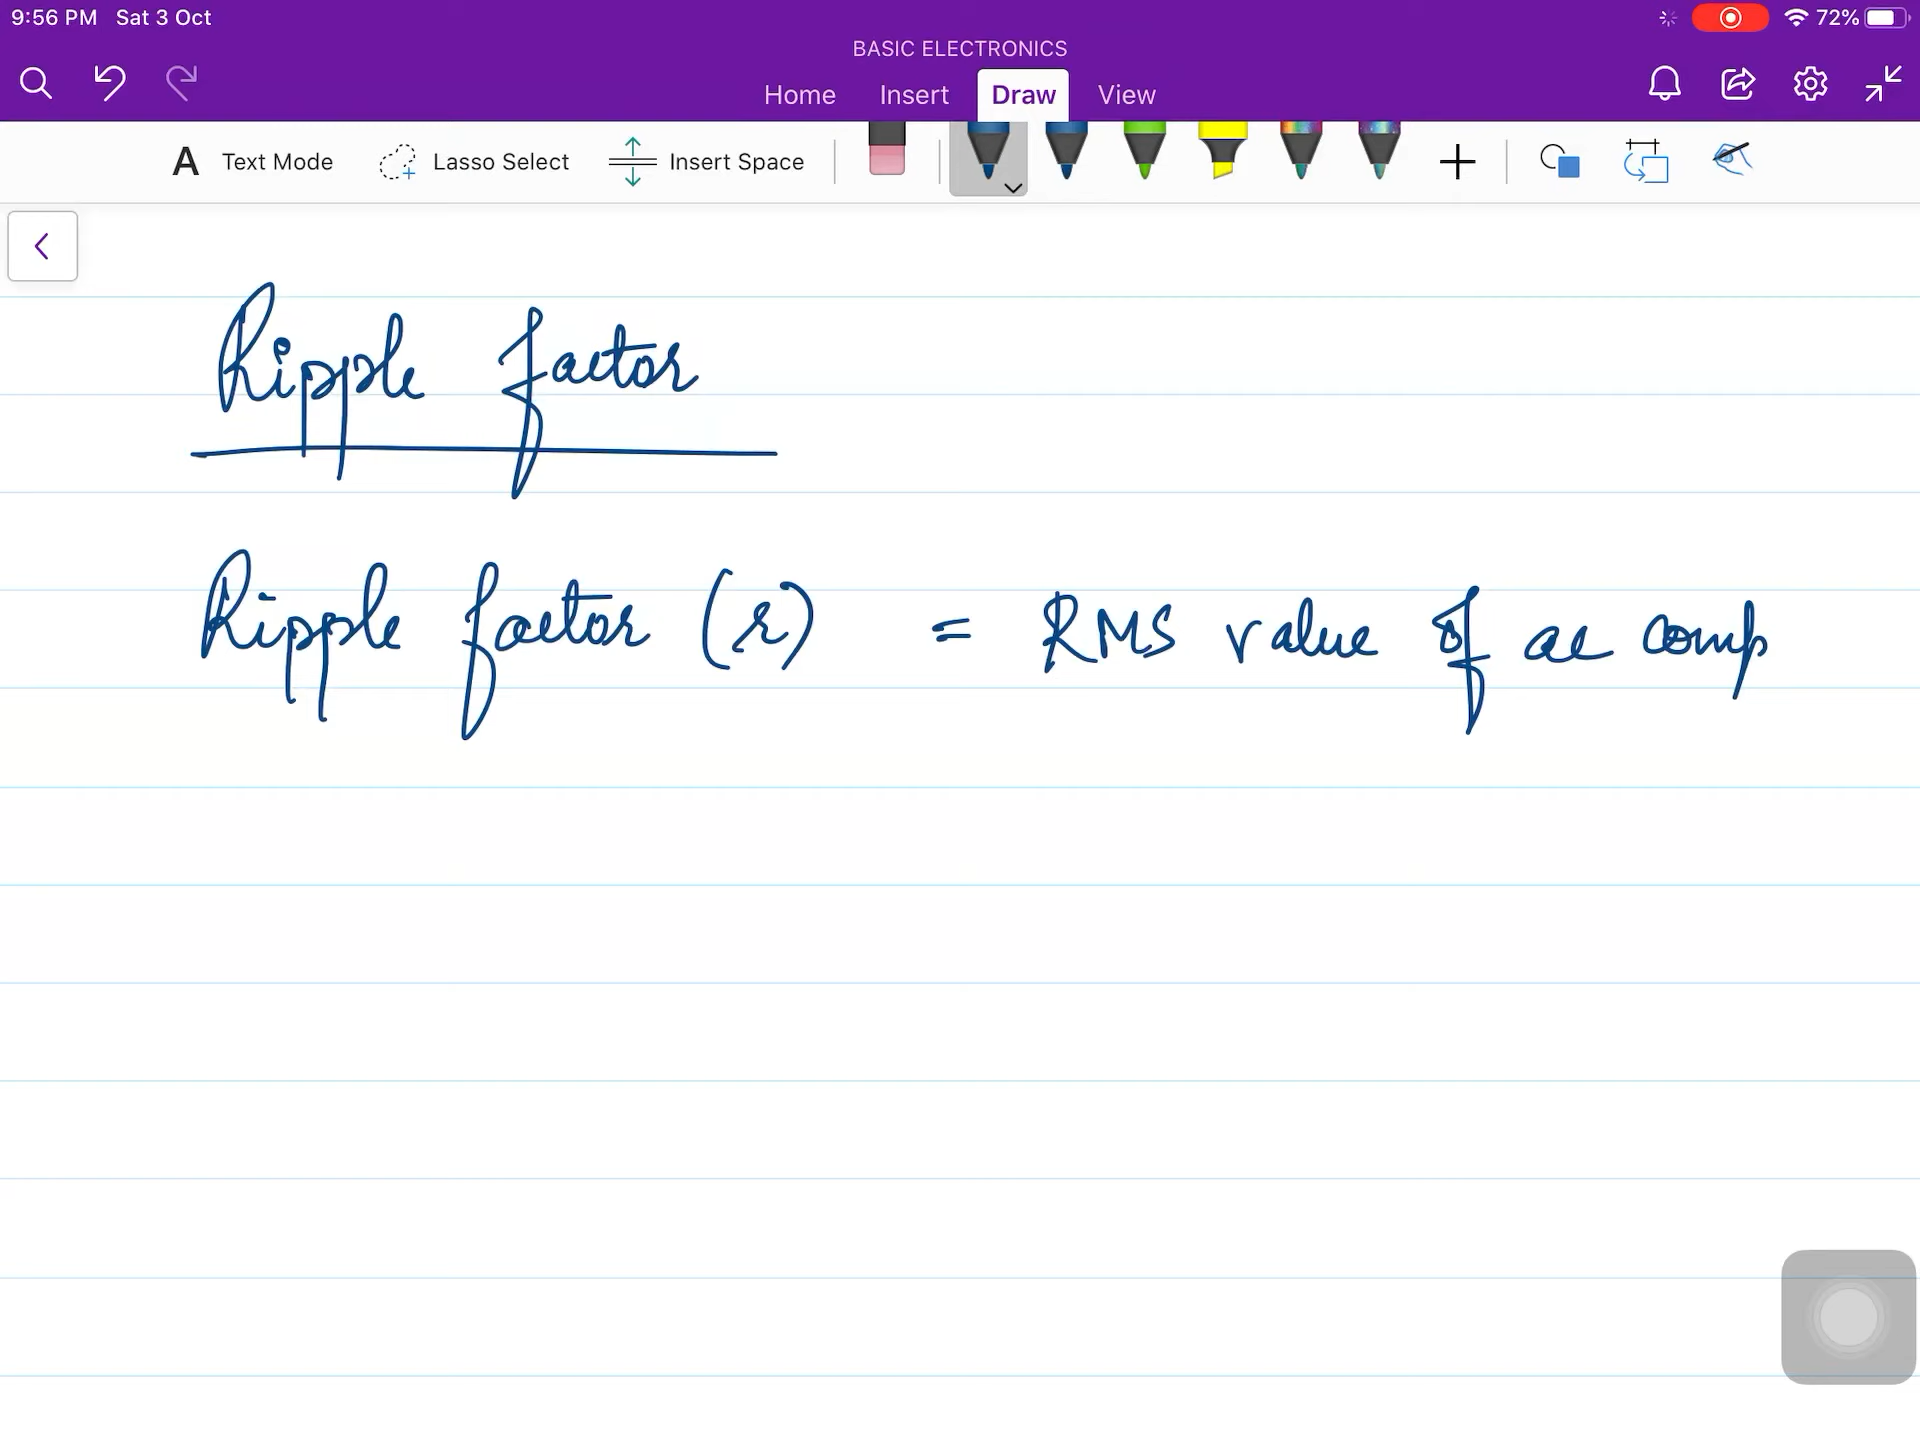 9:56 PM Sat 3 Oct 72%
BASIC ELECTRONICS
Home Insert Draw View
A Text Mode Lasso Select Insert Space
Ripple factor
Ripple factor (r) = RMS value of ac comp